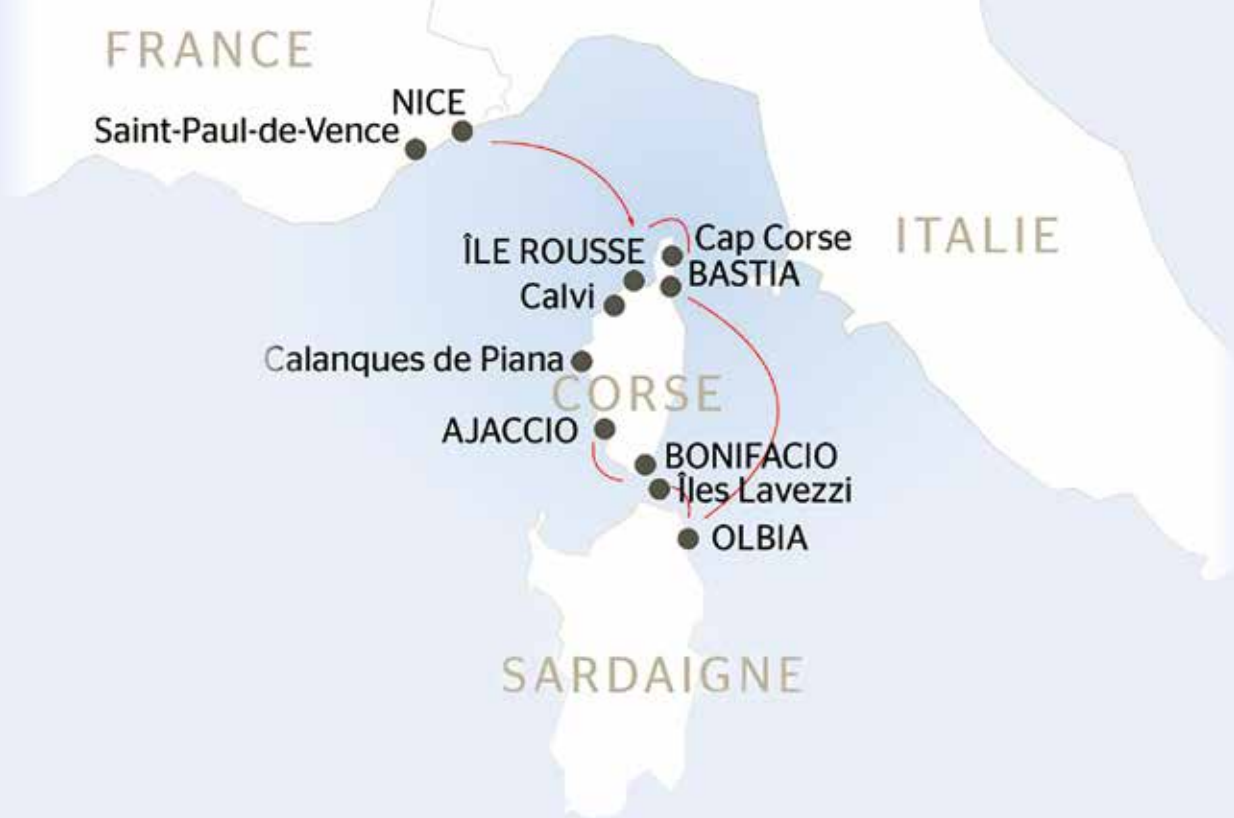 FRANCE
NICE
Saint-Paul-de-Vence
ITALIE
Cap Corse
ÎLE ROUSSE
BASTIA
Calvi
Calanques de Piana
CORSE
AJACCIO
BONIFACIO
Îles Lavezzi
OLBIA
SARDAIGNE